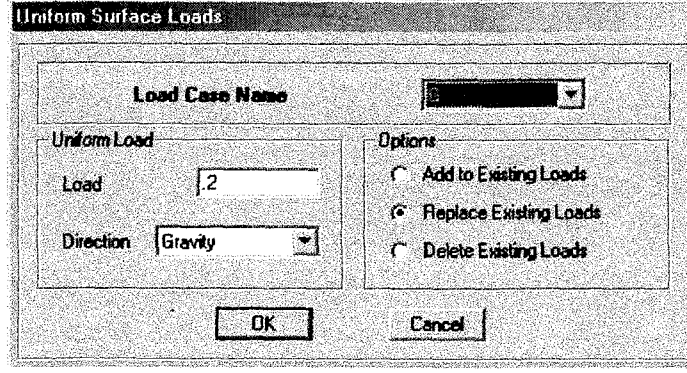 Uniform Surface Loads
Load Case Name
Uniform Load
Load .2
Direction Gravity
Options
Add to Existing Loads
Replace Existing Loads
Delete Existing Loads
OK Cancel